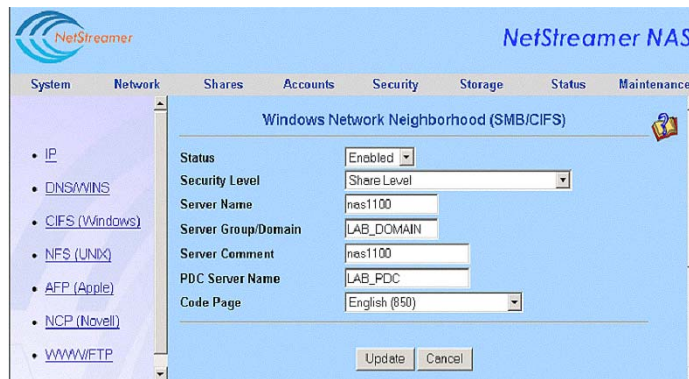 NetStreamer
NetStreamer NAS
System Network Shares Accounts Security Storage Status Maintenance
Windows Network Neighborhood (SMB/CIFS)
IP
DNS/WINS
CIFS (Windows)
NFS (UNIX)
AFP (Apple)
NCP (Novell)
WWW/FTP
Status Enabled
Security Level Share Level
Server Name nas1100
Server Group/Domain LAB_DOMAIN
Server Comment nas1100
PDC Server Name LAB_PDC
Code Page English (850)
Update Cancel